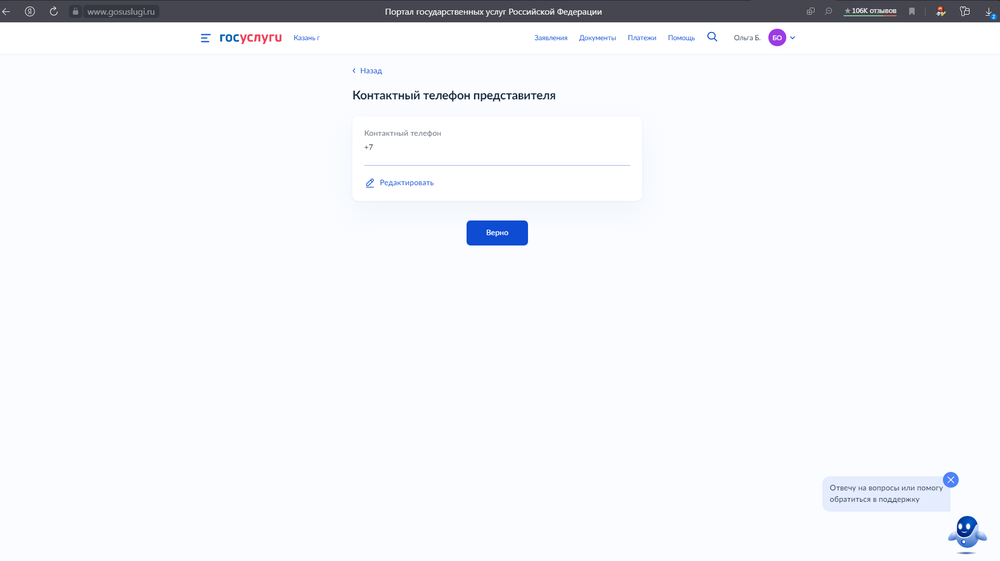 www.gosuslugi.ru
Портал государственных услуг Российской Федерации
★ 106K отзывов
2
госуслуги
Казань г
Заявления
Документы
Платежи
Помощь
Ольга Б.
БО
Назад
Контактный телефон представителя
Контактный телефон
+7
Редактировать
Верно
Отвечу на вопросы или помогу
обратиться в поддержку